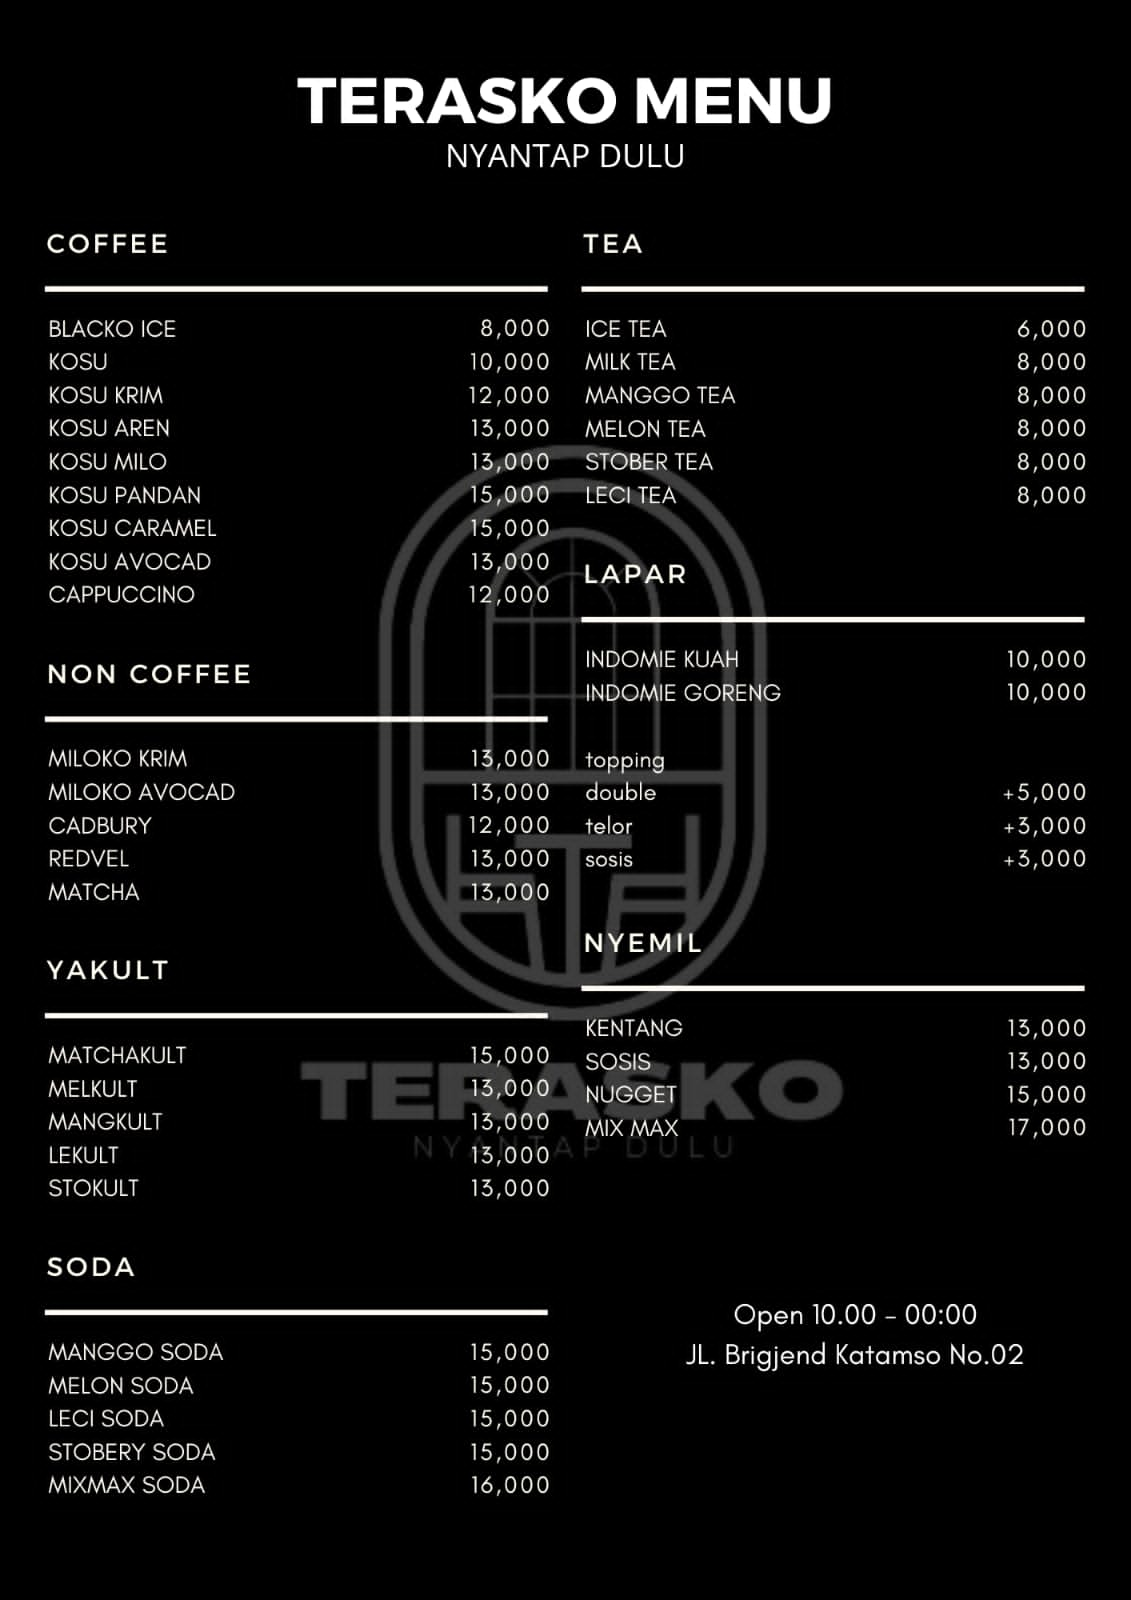 TERASKO MENU
NYANTAP DULU
COFFEE
BLACKO ICE 8,000
KOSU 10,000
KOSU KRIM 12,000
KOSU AREN 13,000
KOSU MILO 13,000
KOSU PANDAN 15,000
KOSU CARAMEL 15,000
KOSU AVOCAD 13,000
CAPPUCCINO 12,000
NON COFFEE
MILOKO KRIM 13,000
MILOKO AVOCAD 13,000
CADBURY 12,000
REDVEL 13,000
MATCHA 13,000
YAKULT
MATCHAKULT 15,000
MELKULT 13,000
MANGKULT 13,000
LEKULT 13,000
STOKULT 13,000
SODA
MANGGO SODA 15,000
MELON SODA 15,000
LECI SODA 15,000
STOBERY SODA 15,000
MIXMAX SODA 16,000
TEA
ICE TEA 6,000
MILK TEA 8,000
MANGGO TEA 8,000
MELON TEA 8,000
STOBER TEA 8,000
LECI TEA 8,000
LAPAR
INDOMIE KUAH 10,000
INDOMIE GORENG 10,000
topping
double +5,000
telor +3,000
sosis +3,000
NYEMIL
KENTANG 13,000
SOSIS 13,000
NUGGET 15,000
MIX MAX 17,000
Open 10.00 - 00:00
JL. Brigjend Katamso No.02
TERASKO
NYANTAP DULU